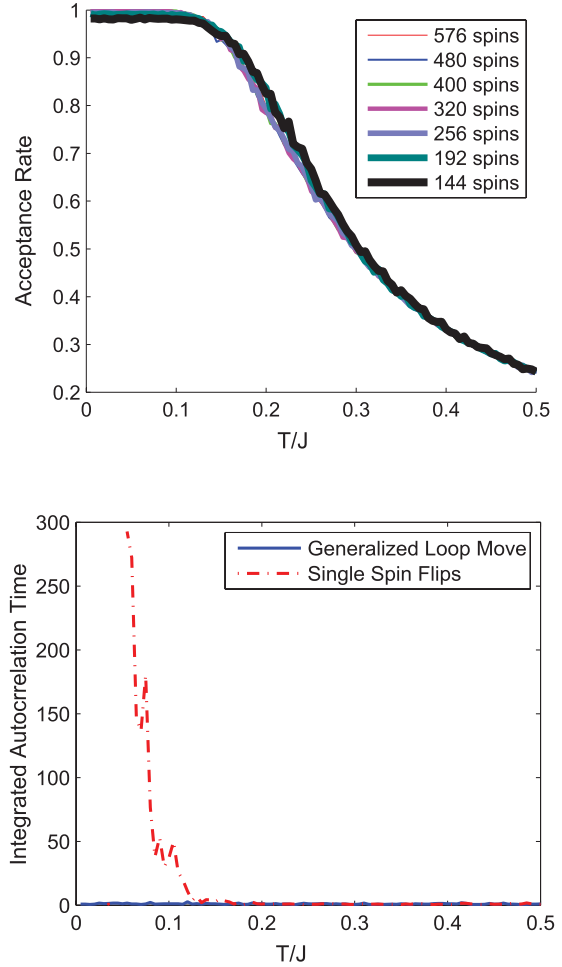 1
0.9
0.8
0.7
0.6
0.5
0.4
0.3
0.2
Acceptance Rate
576 spins
480 spins
400 spins
320 spins
256 spins
192 spins
144 spins
0 0.1 0.2 0.3 0.4 0.5
T/J
300
250
200
150
100
50
0
Integrated Autocrrelation Time
Generalized Loop Move
Single Spin Flips
0 0.1 0.2 0.3 0.4 0.5
T/J